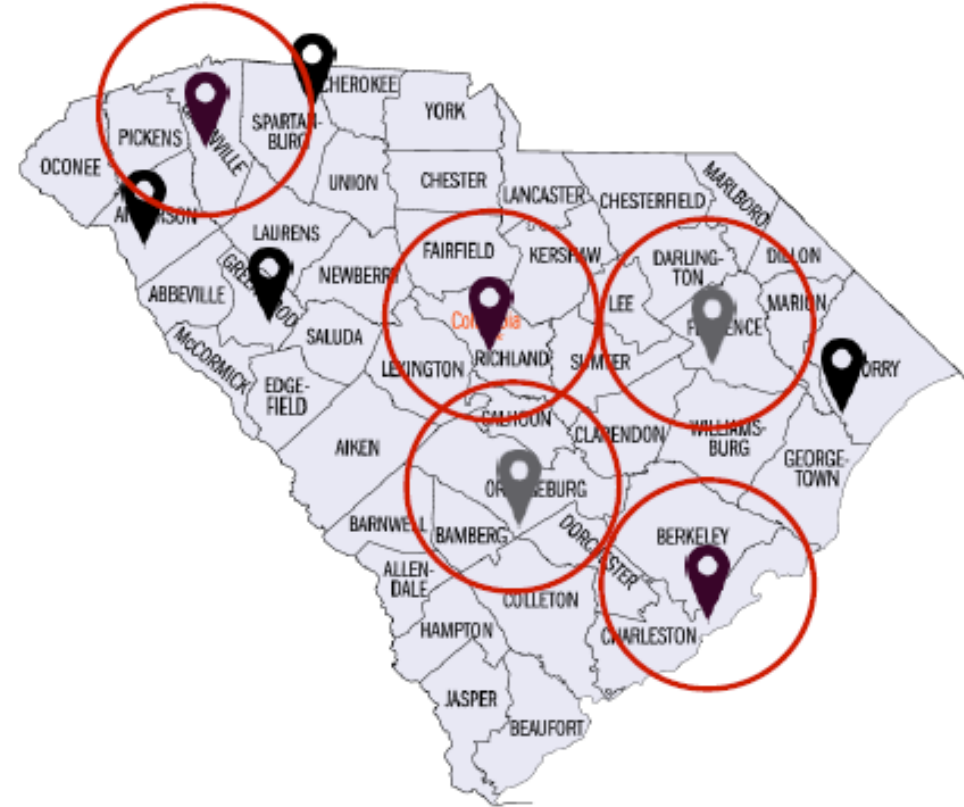 CHEROKEE
YORK
SPARTAN-
BURG
PICKENS
OCONEE
UNION
CHESTER
LANCASTER
CHESTERFIELD
MARLBORO
LAURENS
FAIRFIELD
KERSHAW
DARLING-
TON
DILLON
NEWBERRY
ABBEVILLE
LEE
MARION
SALUDA
McCORMICK
EDGE-
FIELD
LEXINGTON
RICHLAND
SUMTER
CALHOUN
CLARENDON
WILLIAMS-
BURG
AIKEN
GEORGE-
TOWN
BARNWELL
BAMBERG
DORCHESTER
BERKELEY
ALLEN-
DALE
COLLETON
HAMPTON
CHARLESTON
JASPER
BEAUFORT